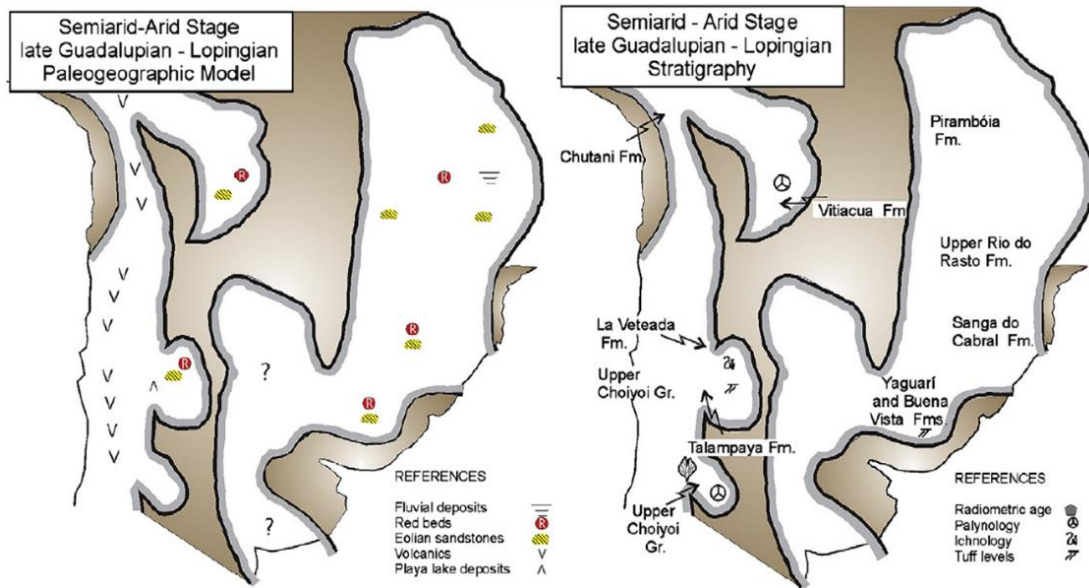 Semiarid-Arid Stage
late Guadalupian - Lopingian
Paleogeographic Model
V
V
V
V
V
V
V
V
V
V
V
R
R
R
R
R
Λ
?
?
REFERENCES
Fluvial deposits
Red beds R
Eolian sandstones
Volcanics V
Playa lake deposits Λ
Semiarid - Arid Stage
late Guadalupian - Lopingian
Stratigraphy
Chutani Fm.
Pirambóia
Fm.
Vitiacua Fm
Upper Rio do
Rasto Fm.
La Veteada
Fm.
Sanga do
Cabral Fm.
Upper
Choiyoi Gr.
Yaguarí
and Buena
Vista Fms.
Talampaya Fm.
Upper
Choiyoi
Gr.
REFERENCES
Radiometric age
Palynology
Ichnology
Tuff levels